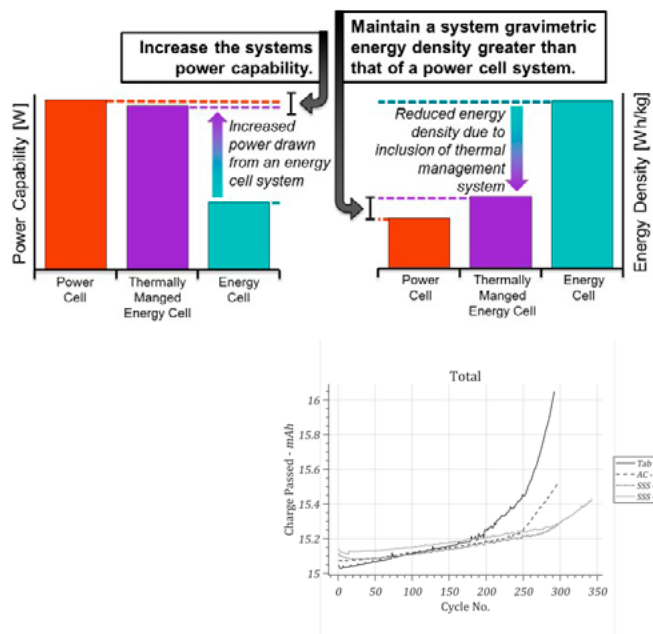 Increase the systems
power capability.
Maintain a system gravimetric
energy density greater than
that of a power cell system.
Power Capability [W]
Increased
power drawn
from an energy
cell system
Power
Cell
Thermally
Manged
Energy Cell
Energy
Cell
Reduced energy
density due to
inclusion of thermal
management
system
Energy Density [Wh/kg]
Power
Cell
Thermally
Manged
Energy Cell
Energy
Cell
Total
Charge Passed - mAh
16
15.8
15.6
15.4
15.2
15
0
50
100
150
200
250
300
350
Cycle No.
Tab
AC -
SSS -
SSS -